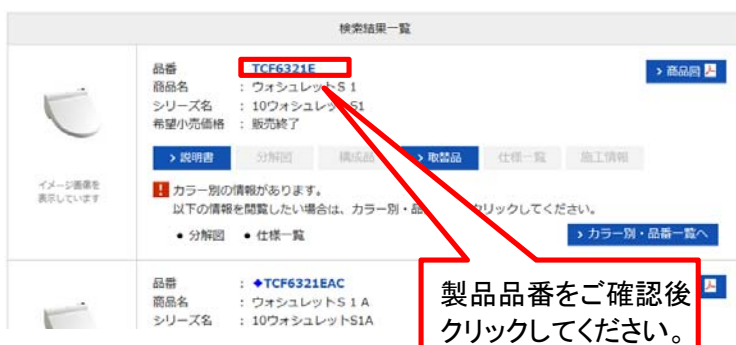 検索結果一覧
品番 TCF6321E
> 商品図
商品名 : ウォシュレットS1
シリーズ名 : 10ウォシュレットS1
希望小売価格 : 販売終了
> 説明書 分解図 構成品 > 取替品 仕様一覧 施工情報
イメージ画像を
表示しています
! カラー別の情報があります。
以下の情報を閲覧したい場合は、カラー別・品 リックしてください。
● 分解図 ● 仕様一覧
> カラー別・品番一覧へ
品番 : ◆TCF6321EAC
商品名 : ウォシュレットS1A
シリーズ名 : 10ウォシュレットS1A
製品品番をご確認後
クリックしてください。